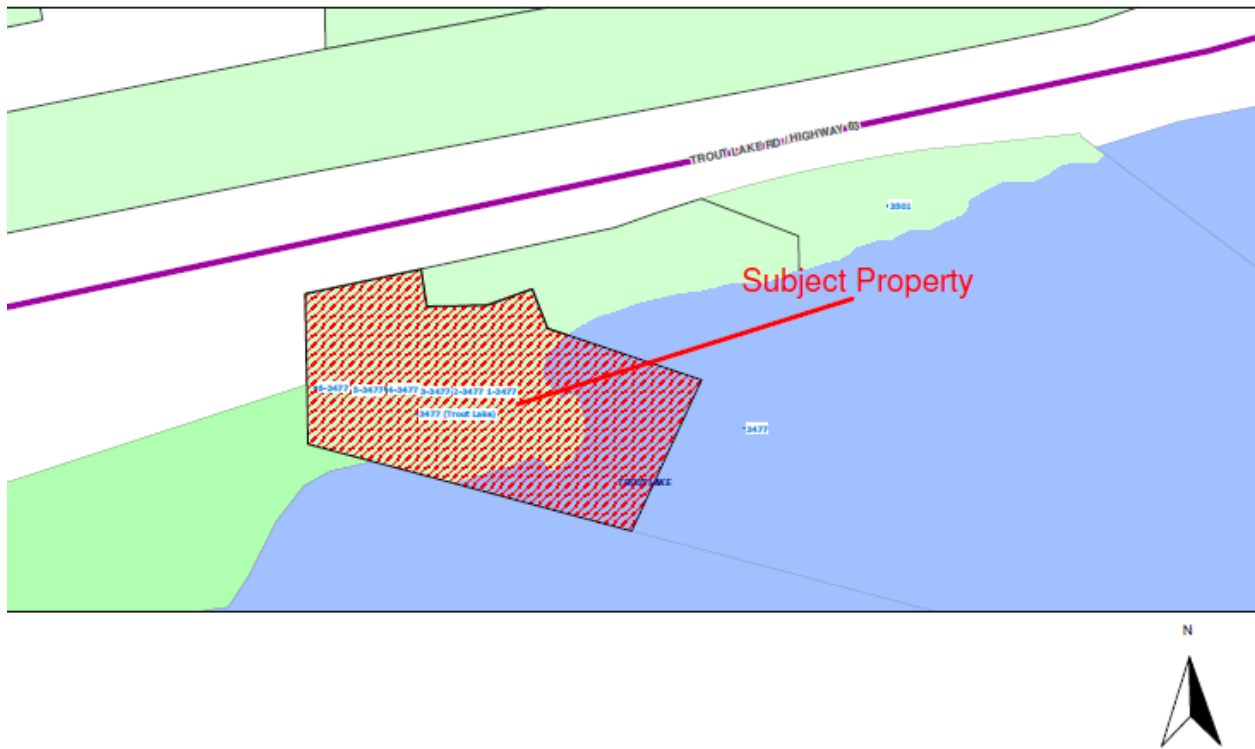 TROUT LAKE RD / HIGHWAY 63
3501
Subject Property
6-3477 5-3477 4-3477 3-3477 2-3477 1-3477
3477 (Trout Lake)
3477
TROUT LAKE
N